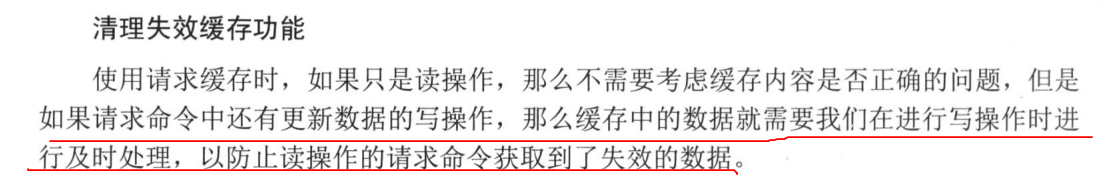 清理失效缓存功能
使用请求缓存时，如果只是读操作，那么不需要考虑缓存内容是否正确的问题，但是
如果请求命令中还有更新数据的写操作，那么缓存中的数据就需要我们在进行写操作时进
行及时处理，以防止读操作的请求命令获取到了失效的数据。